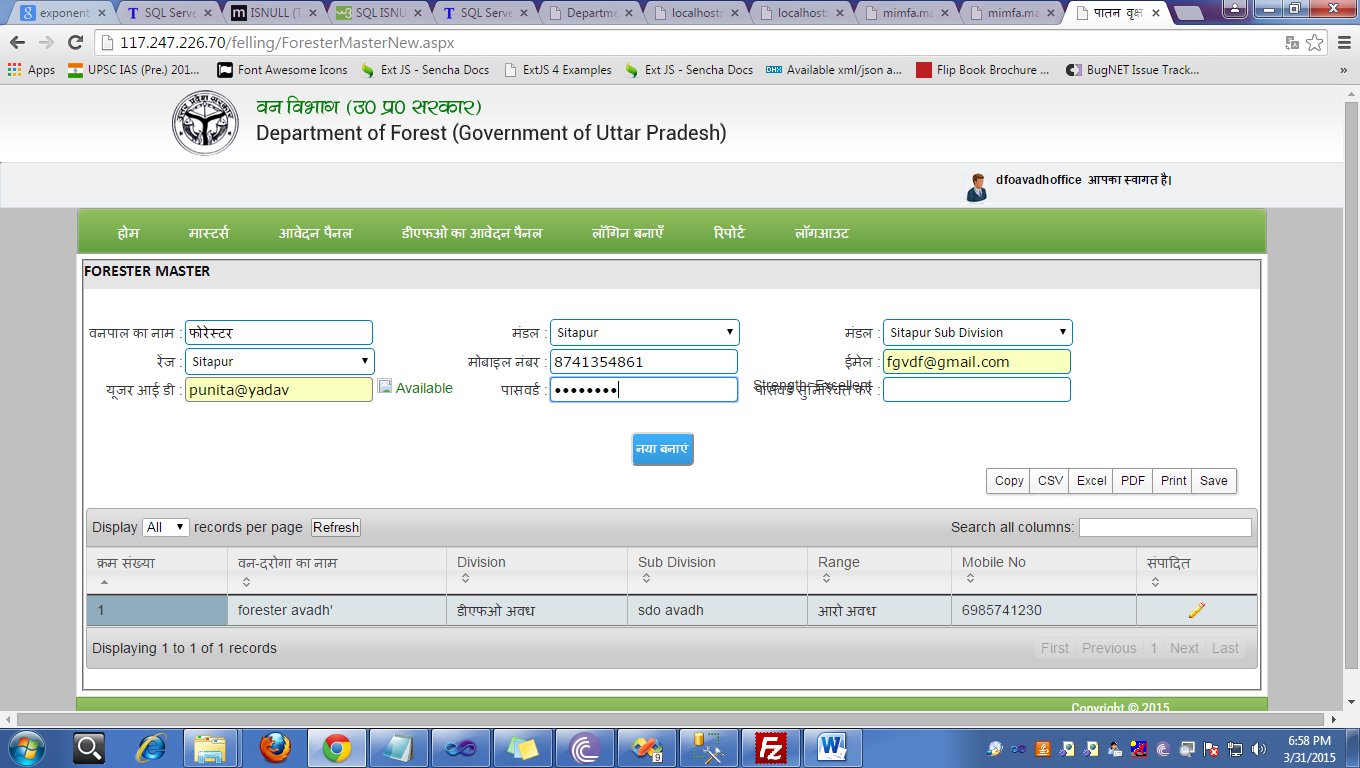 exponent SQL Serve ISNULL (T SQL ISNU SQL Serve Departme localhost: localhost: mimfa.ma mimfa.ma पातन वृक्ष
117.247.226.70/felling/ForesterMasterNew.aspx
Apps UPSC IAS (Pre.) 201... Font Awesome Icons Ext JS - Sencha Docs ExtJS 4 Examples Ext JS - Sencha Docs Available xml/json a... Flip Book Brochure ... BugNET Issue Track... »
वन विभाग (उ0 प्र0 सरकार)
Department of Forest (Government of Uttar Pradesh)
dfoavadhoffice आपका स्वागत है।
होम मास्टर्स आवेदन पैनल डीएफओ का आवेदन पैनल लॉगिन बनाएँ रिपोर्ट लॉगआउट
FORESTER MASTER
वनपाल का नाम : फोरेस्टर मंडल : Sitapur मंडल : Sitapur Sub Division
रेंज : Sitapur मोबाइल नंबर : 8741354861 ईमेल : fgvdf@gmail.com
यूजर आई डी : punita@yadav Available पासवर्ड : •••••••• Strength: Excellent पासवर्ड सुनिश्चित करें :
नया बनाएं
Copy CSV Excel PDF Print Save
Display All records per page Refresh Search all columns:
क्रम संख्या वन-दरोगा का नाम Division Sub Division Range Mobile No संपादित
1 forester avadh' डीएफओ अवध sdo avadh आरो अवध 6985741230
Displaying 1 to 1 of 1 records First Previous 1 Next Last
Copyright © 2015
6:58 PM
3/31/2015